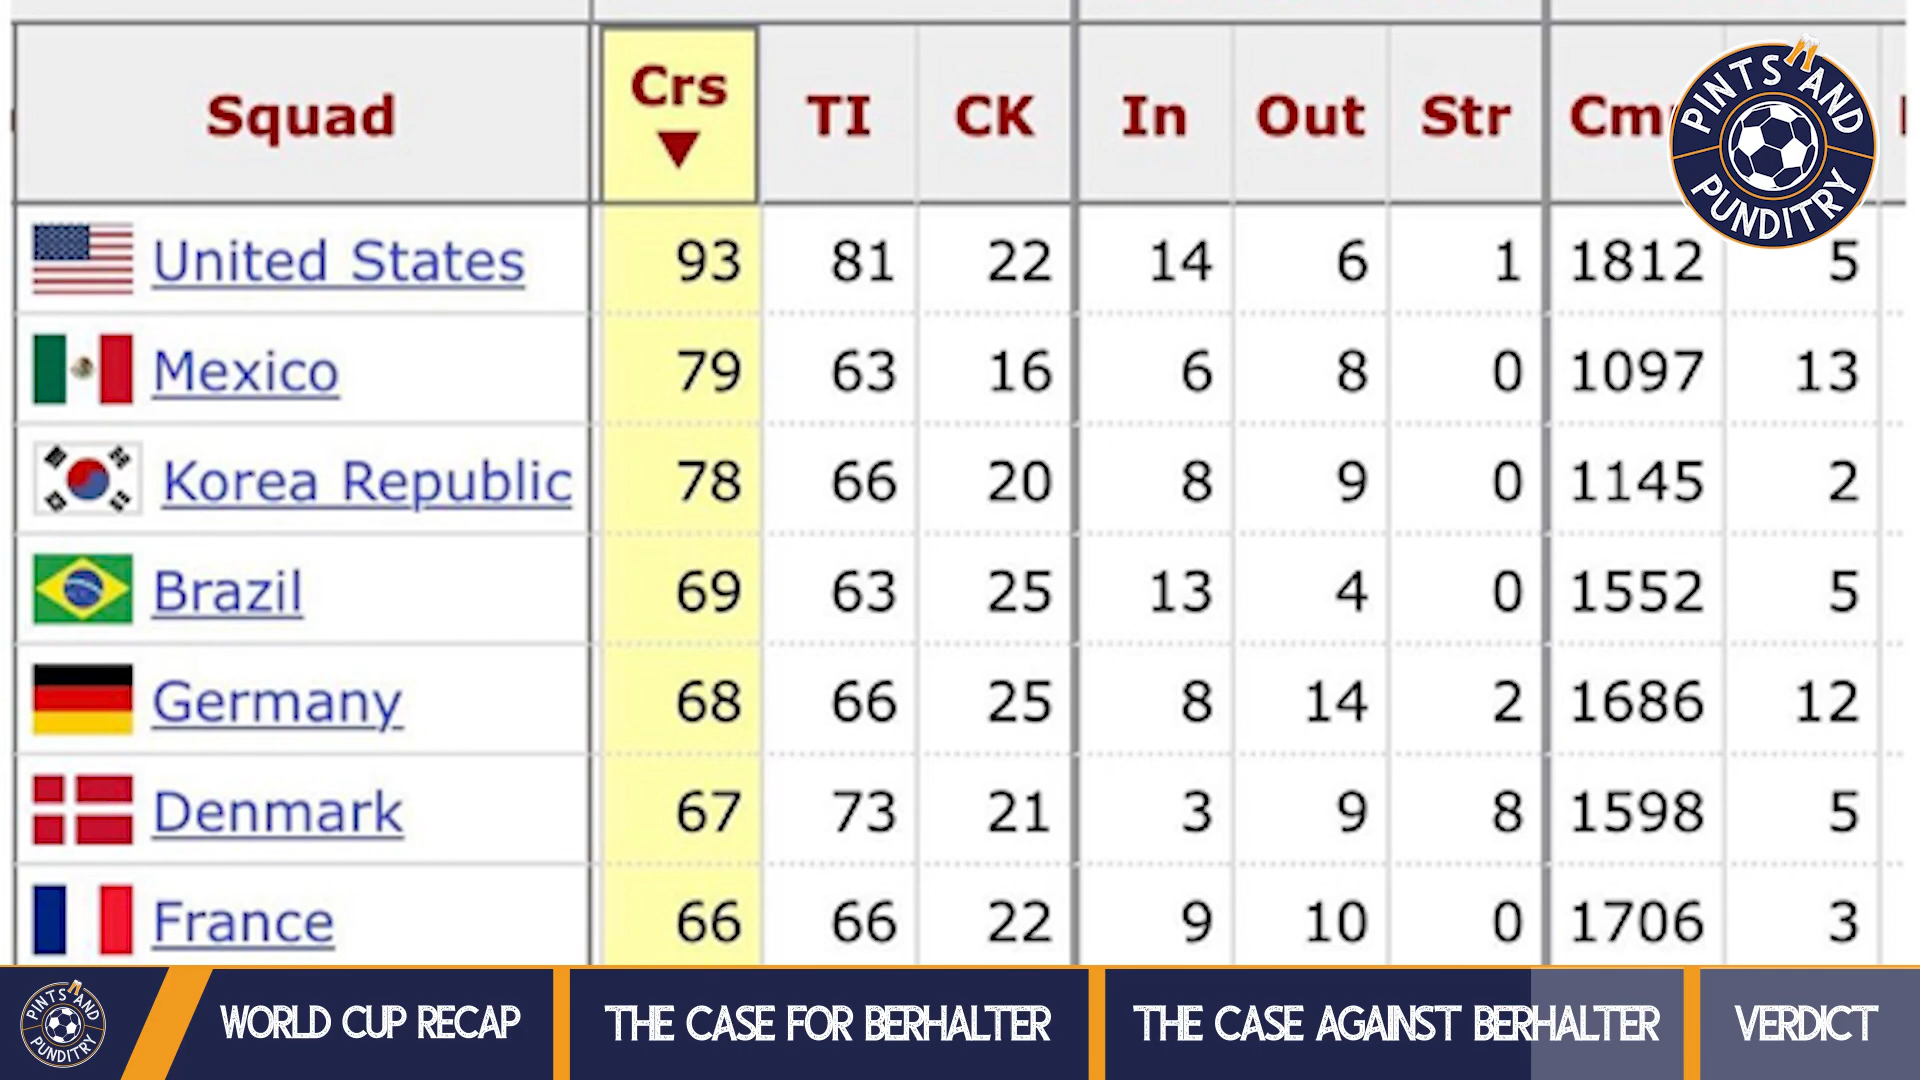 Squad Crs TI CK In Out Str
▼
United States 93 81 22 14 6 1 1812 5
Mexico 79 63 16 6 8 0 1097 13
Korea Republic 78 66 20 8 9 0 1145 2
Brazil 69 63 25 13 4 0 1552 5
Germany 68 66 25 8 14 2 1686 12
Denmark 67 73 21 3 9 8 1598 5
France 66 66 22 9 10 0 1706 3
PINTS AND
PUNDITRY
PINTS AND
PUNDITRY
WORLD CUP RECAP THE CASE FOR BERHALTER THE CASE AGAINST BERHALTER VERDICT